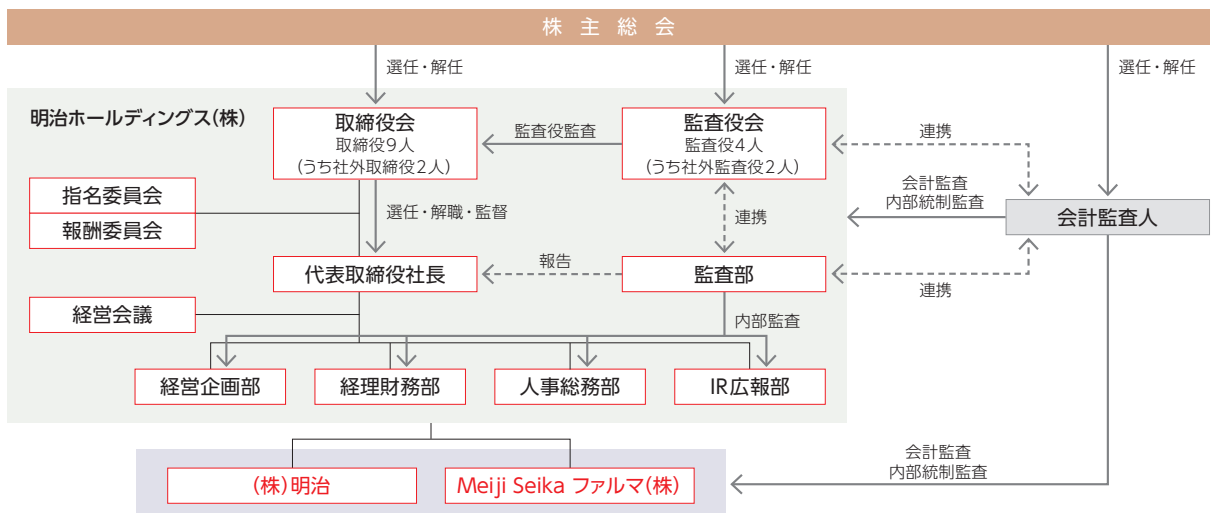 株主総会
選任・解任
選任・解任
選任・解任
明治ホールディングス(株)
取締役会
取締役9人
(うち社外取締役2人)
監査役監査
監査役会
監査役4人
(うち社外監査役2人)
連携
指名委員会
報酬委員会
選任・解職・監督
連携
会計監査
内部統制監査
会計監査人
代表取締役社長
報告
監査部
連携
経営会議
内部監査
経営企画部
経理財務部
人事総務部
IR広報部
会計監査
内部統制監査
(株)明治
Meiji Seika ファルマ(株)